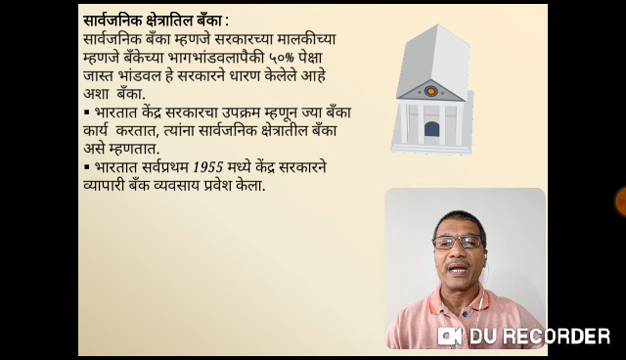 सार्वजनिक क्षेत्रातिल बँका :
सार्वजनिक बँका म्हणजे सरकारच्या मालकीच्या
म्हणजे बँकेच्या भागभांडवलापैकी ५०% पेक्षा
जास्त भांडवल हे सरकारने धारण केलेले आहे
अशा बँका.
▪ भारतात केंद्र सरकारचा उपक्रम म्हणून ज्या बँका
कार्य करतात, त्यांना सार्वजनिक क्षेत्रातील बँका
असे म्हणतात.
▪ भारतात सर्वप्रथम 1955 मध्ये केंद्र सरकारने
व्यापारी बँक व्यवसाय प्रवेश केला.
DU RECORDER